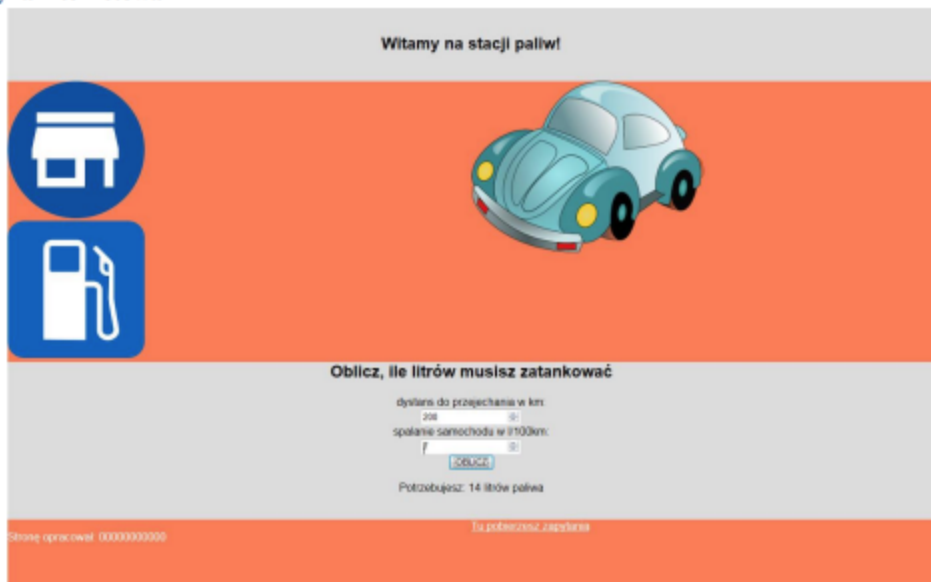 Witamy na stacji paliw!
Oblicz, ile litrów musisz zatankować
dystans do przejechania w km:
200
spalanie samochodu w l/100km:
7
OBLICZ
Potrzebujesz: 14 litrów paliwa
Tu pobierzesz zapytania
Stronę opracował: 00000000000